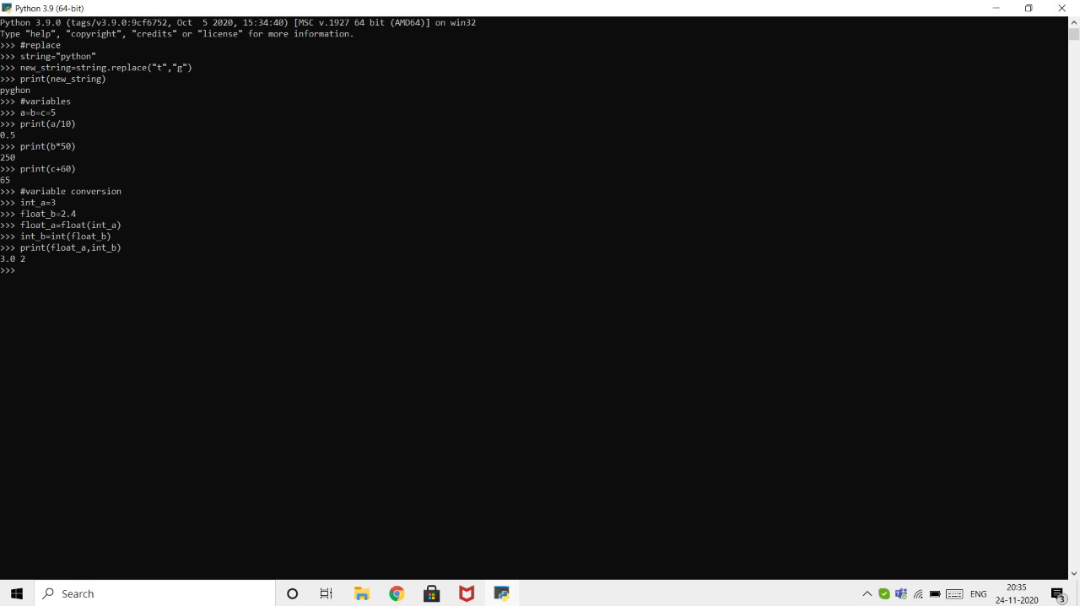 Python 3.9 (64-bit)
Python 3.9.0 (tags/v3.9.0:9cf6752, Oct  5 2020, 15:34:40) [MSC v.1927 64 bit (AMD64)] on win32
Type "help", "copyright", "credits" or "license" for more information.
>>> #replace
>>> string="python"
>>> new_string=string.replace("t","g")
>>> print(new_string)
pyghon
>>> #variables
>>> a=b=c=5
>>> print(a/10)
0.5
>>> print(b*50)
250
>>> print(c+60)
65
>>> #variable conversion
>>> int_a=3
>>> float_b=2.4
>>> float_a=float(int_a)
>>> int_b=int(float_b)
>>> print(float_a,int_b)
3.0 2
>>>
Search
ENG
20:35
24-11-2020
3